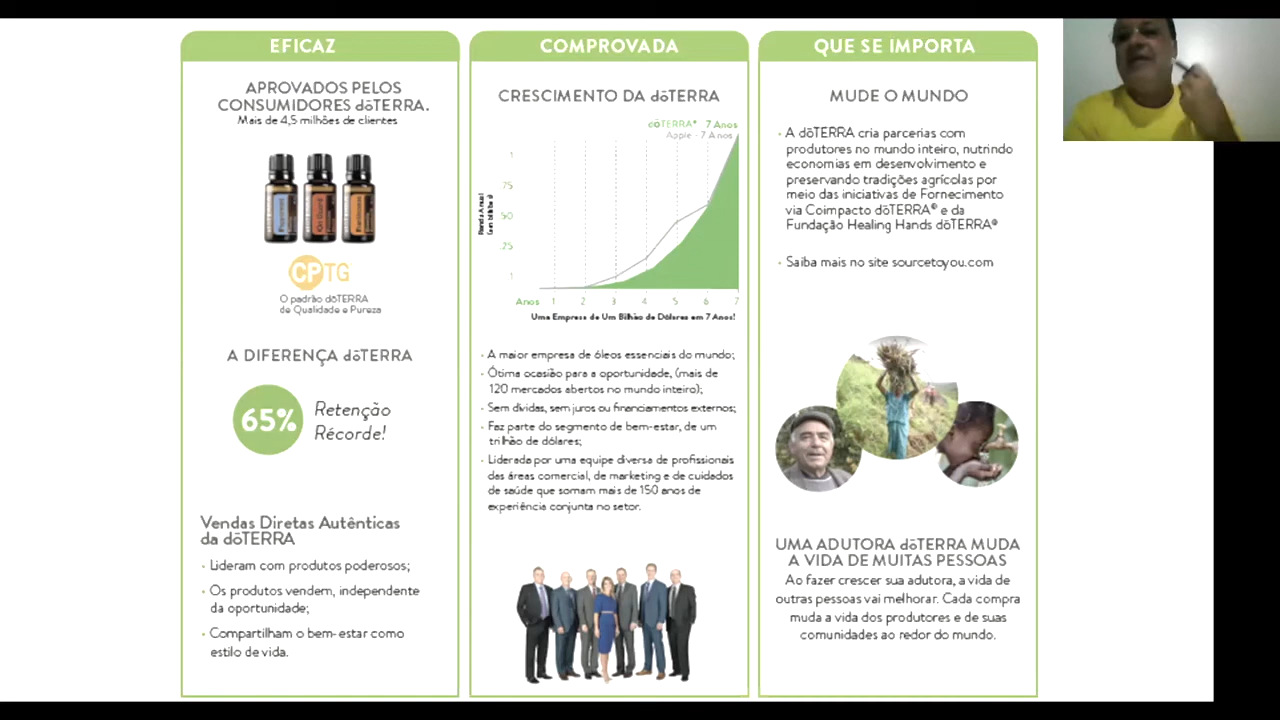 EFICAZ
APROVADOS PELOS
CONSUMIDORES dōTERRA.
Mais de 4,5 milhões de clientes
CPTG
O padrão dōTERRA
de Qualidade e Pureza
A DIFERENÇA dōTERRA
65%
Retenção
Récorde!
Vendas Diretas Autênticas
da dōTERRA
· Lideram com produtos poderosos;
· Os produtos vendem, independente
da oportunidade;
· Compartilham o bem-estar como
estilo de vida.
COMPROVADA
CRESCIMENTO DA dōTERRA
dōTERRA® · 7 Anos
Apple · 7 Anos
1
.75
.25
1
Anos 1 2 3 4 5 6 7
Uma Empresa de Um Bilhão de Dólares em 7 Anos!
· A maior empresa de óleos essenciais do mundo;
· Ótima ocasião para a oportunidade, (mais de
120 mercados abertos no mundo inteiro);
· Sem dívidas, sem juros ou financiamentos externos;
· Faz parte do segmento de bem-estar, de um
trilhão de dólares;
· Liderada por uma equipe diversa de profissionais
das áreas comercial, de marketing e de cuidados
de saúde que somam mais de 150 anos de
experiência conjunta no setor.
QUE SE IMPORTA
MUDE O MUNDO
· A dōTERRA cria parcerias com
produtores no mundo inteiro, nutrindo
economias em desenvolvimento e
preservando tradições agrícolas por
meio das iniciativas de Fornecimento
via Coimpacto dōTERRA® e da
Fundação Healing Hands dōTERRA®
· Saiba mais no site sourcetoyou.com
UMA ADUTORA dōTERRA MUDA
A VIDA DE MUITAS PESSOAS
Ao fazer crescer sua adutora, a vida de
outras pessoas vai melhorar. Cada compra
muda a vida dos produtores e de suas
comunidades ao redor do mundo.